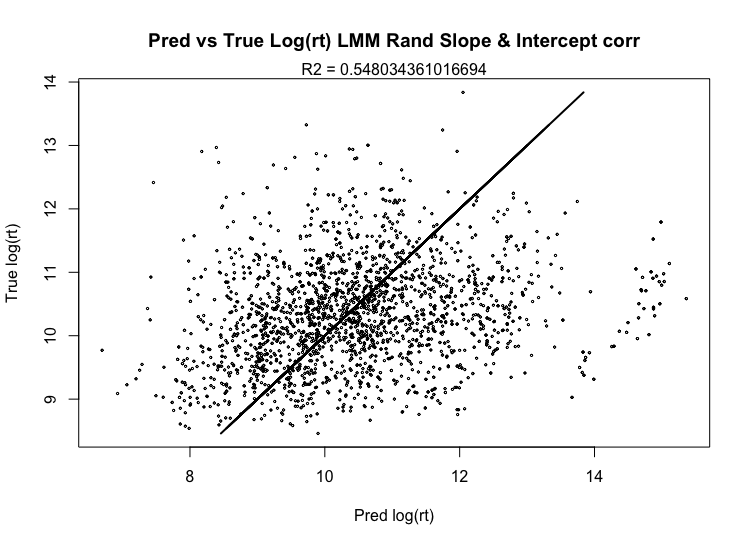 Pred vs True Log(rt) LMM Rand Slope & Intercept corr
R2 = 0.548034361016694
14
13
12
11
10
9
True log(rt)
8 10 12 14
Pred log(rt)